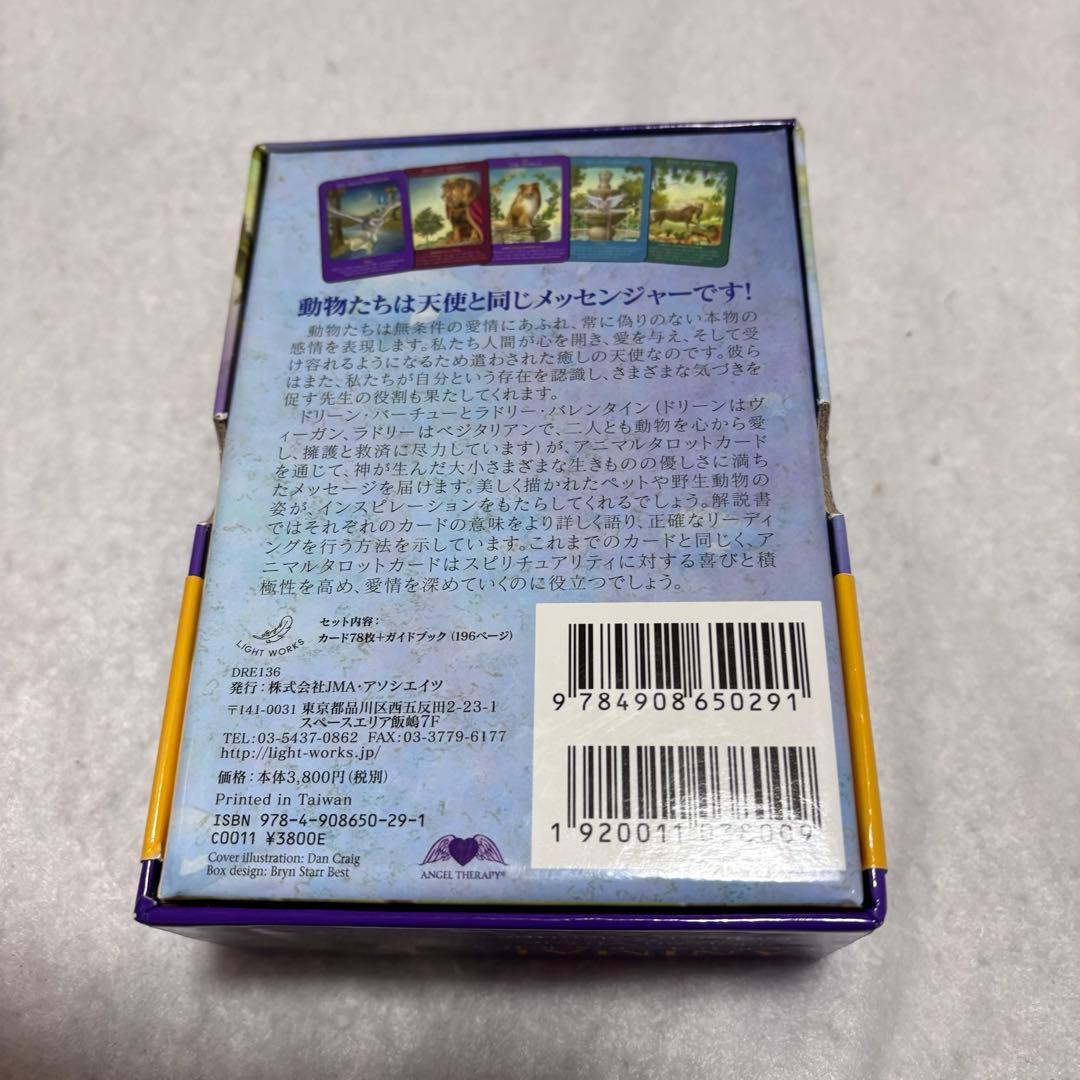 動物たちは天使と同じメッセンジャーです!
動物たちは無条件の愛情にあふれ、常に偽りのない本物の
感情を表現します。私たち人間が心を開き、愛を与え、そして受
け容れるようになるため遣わされた癒しの天使なのです。彼ら
はまた、私たちが自分という存在を認識し、さまざまな気づきを
促す先生の役割も果たしてくれます。
ドリーン・バーチューとラドリー・バレンタイン(ドリーンはヴ
ィーガン、ラドリーはベジタリアンで、二人とも動物を心から愛
し、擁護と救済に尽力しています)が、アニマルタロットカード
を通じて、神が生んだ大小さまざまな生きものの優しさに満ち
たメッセージを届けます。美しく描かれたペットや野生動物の
姿が、インスピレーションをもたらしてくれるでしょう。解説書
ではそれぞれのカードの意味をより詳しく語り、正確なリーディ
ングを行う方法を示しています。これまでのカードと同じく、ア
ニマルタロットカードはスピリチュアリティに対する喜びと積
極性を高め、愛情を深めていくのに役立つでしょう。
LIGHT WORKS
セット内容:
カード78枚+ガイドブック(196ページ)
DRE136
発行:株式会社JMA・アソシエイツ
〒141-0031 東京都品川区西五反田2-23-1
スペースエリア飯嶋7F
TEL:03-5437-0862 FAX:03-3779-6177
http://light-works.jp/
価格:本体3,800円(税別)
Printed in Taiwan
ISBN 978-4-908650-29-1
C0011 ¥3800E
Cover illustration: Dan Craig
Box design: Bryn Starr Best
ANGEL THERAPY®
9 784908 650291
1 920011 038009